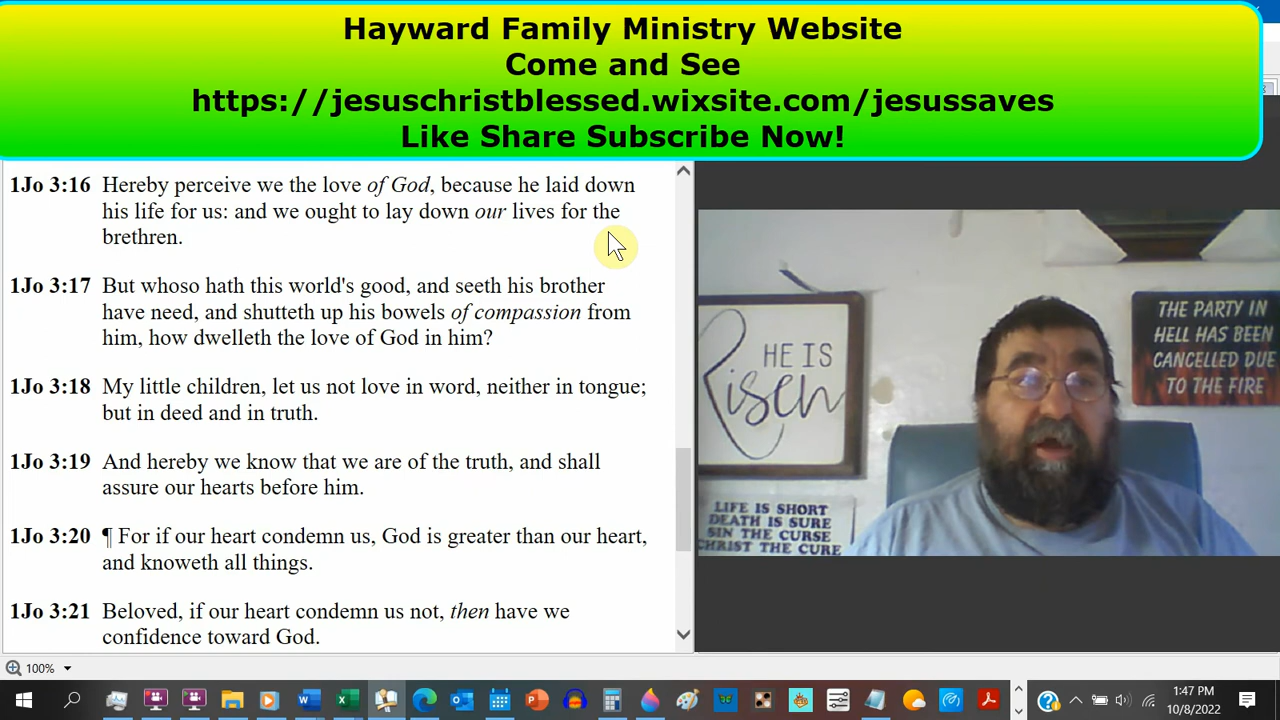 Hayward Family Ministry Website
Come and See
https://jesuschristblessed.wixsite.com/jesussaves
Like Share Subscribe Now!
1Jo 3:16 Hereby perceive we the love of God, because he laid down
his life for us: and we ought to lay down our lives for the
brethren.
1Jo 3:17 But whoso hath this world's good, and seeth his brother
have need, and shutteth up his bowels of compassion from
him, how dwelleth the love of God in him?
1Jo 3:18 My little children, let us not love in word, neither in tongue;
but in deed and in truth.
1Jo 3:19 And hereby we know that we are of the truth, and shall
assure our hearts before him.
1Jo 3:20 ¶ For if our heart condemn us, God is greater than our heart,
and knoweth all things.
1Jo 3:21 Beloved, if our heart condemn us not, then have we
confidence toward God.
HE IS
Risen
THE PARTY IN
HELL HAS BEEN
CANCELLED DUE
TO THE FIRE
LIFE IS SHORT
DEATH IS SURE
SIN THE CURSE
CHRIST THE CURE
100%
1:47 PM
10/8/2022